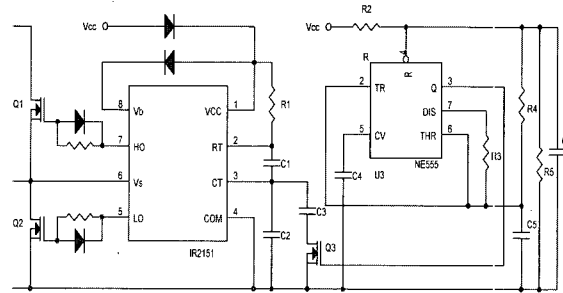 Vcc
R2
Vcc
R
4
R
Q1
8
Vb
VCC
1
R1
2
TR
Q
3
DIS
7
R4
7
HO
RT
2
5
CV
THR
6
C1
R3
R5
6
Vs
CT
3
C4
U3
NE555
C3
Q2
5
LO
COM
4
C2
Q3
C5
IR2151